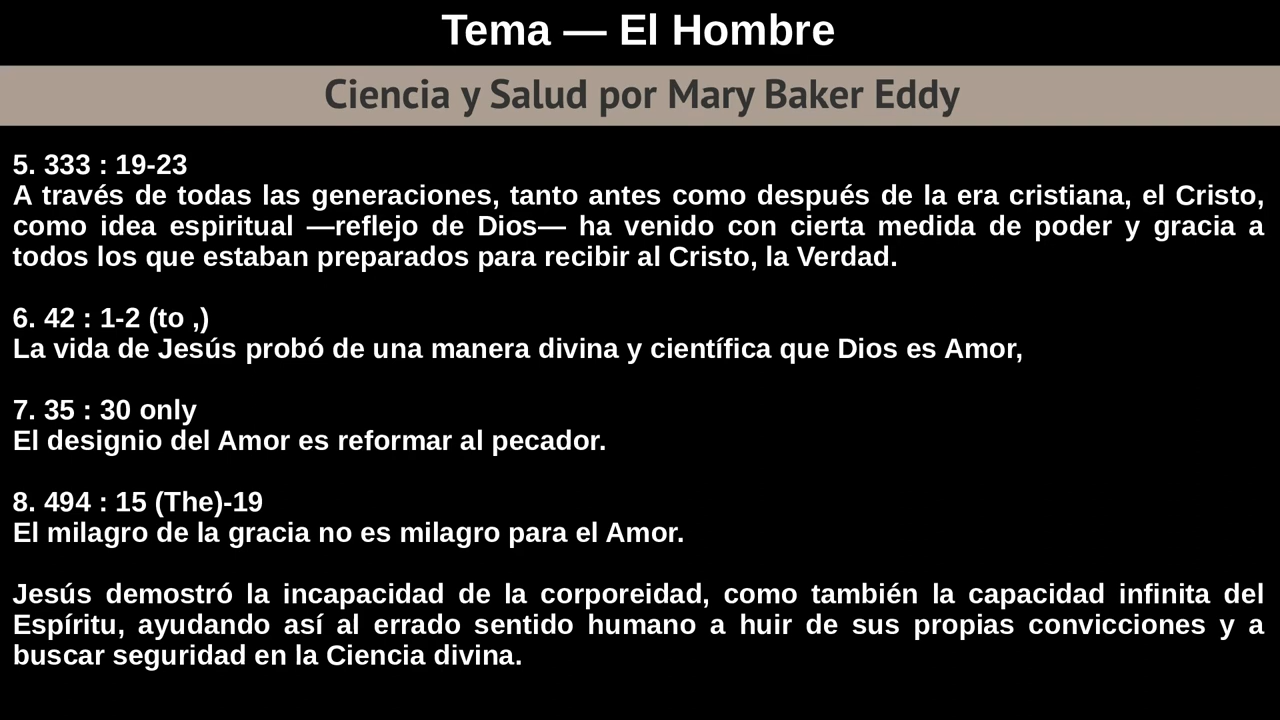 Tema — El Hombre
Ciencia y Salud por Mary Baker Eddy
5. 333 : 19-23
A través de todas las generaciones, tanto antes como después de la era cristiana, el Cristo,
como idea espiritual —reflejo de Dios— ha venido con cierta medida de poder y gracia a
todos los que estaban preparados para recibir al Cristo, la Verdad.
6. 42 : 1-2 (to ,)
La vida de Jesús probó de una manera divina y científica que Dios es Amor,
7. 35 : 30 only
El designio del Amor es reformar al pecador.
8. 494 : 15 (The)-19
El milagro de la gracia no es milagro para el Amor.
Jesús demostró la incapacidad de la corporeidad, como también la capacidad infinita del
Espíritu, ayudando así al errado sentido humano a huir de sus propias convicciones y a
buscar seguridad en la Ciencia divina.